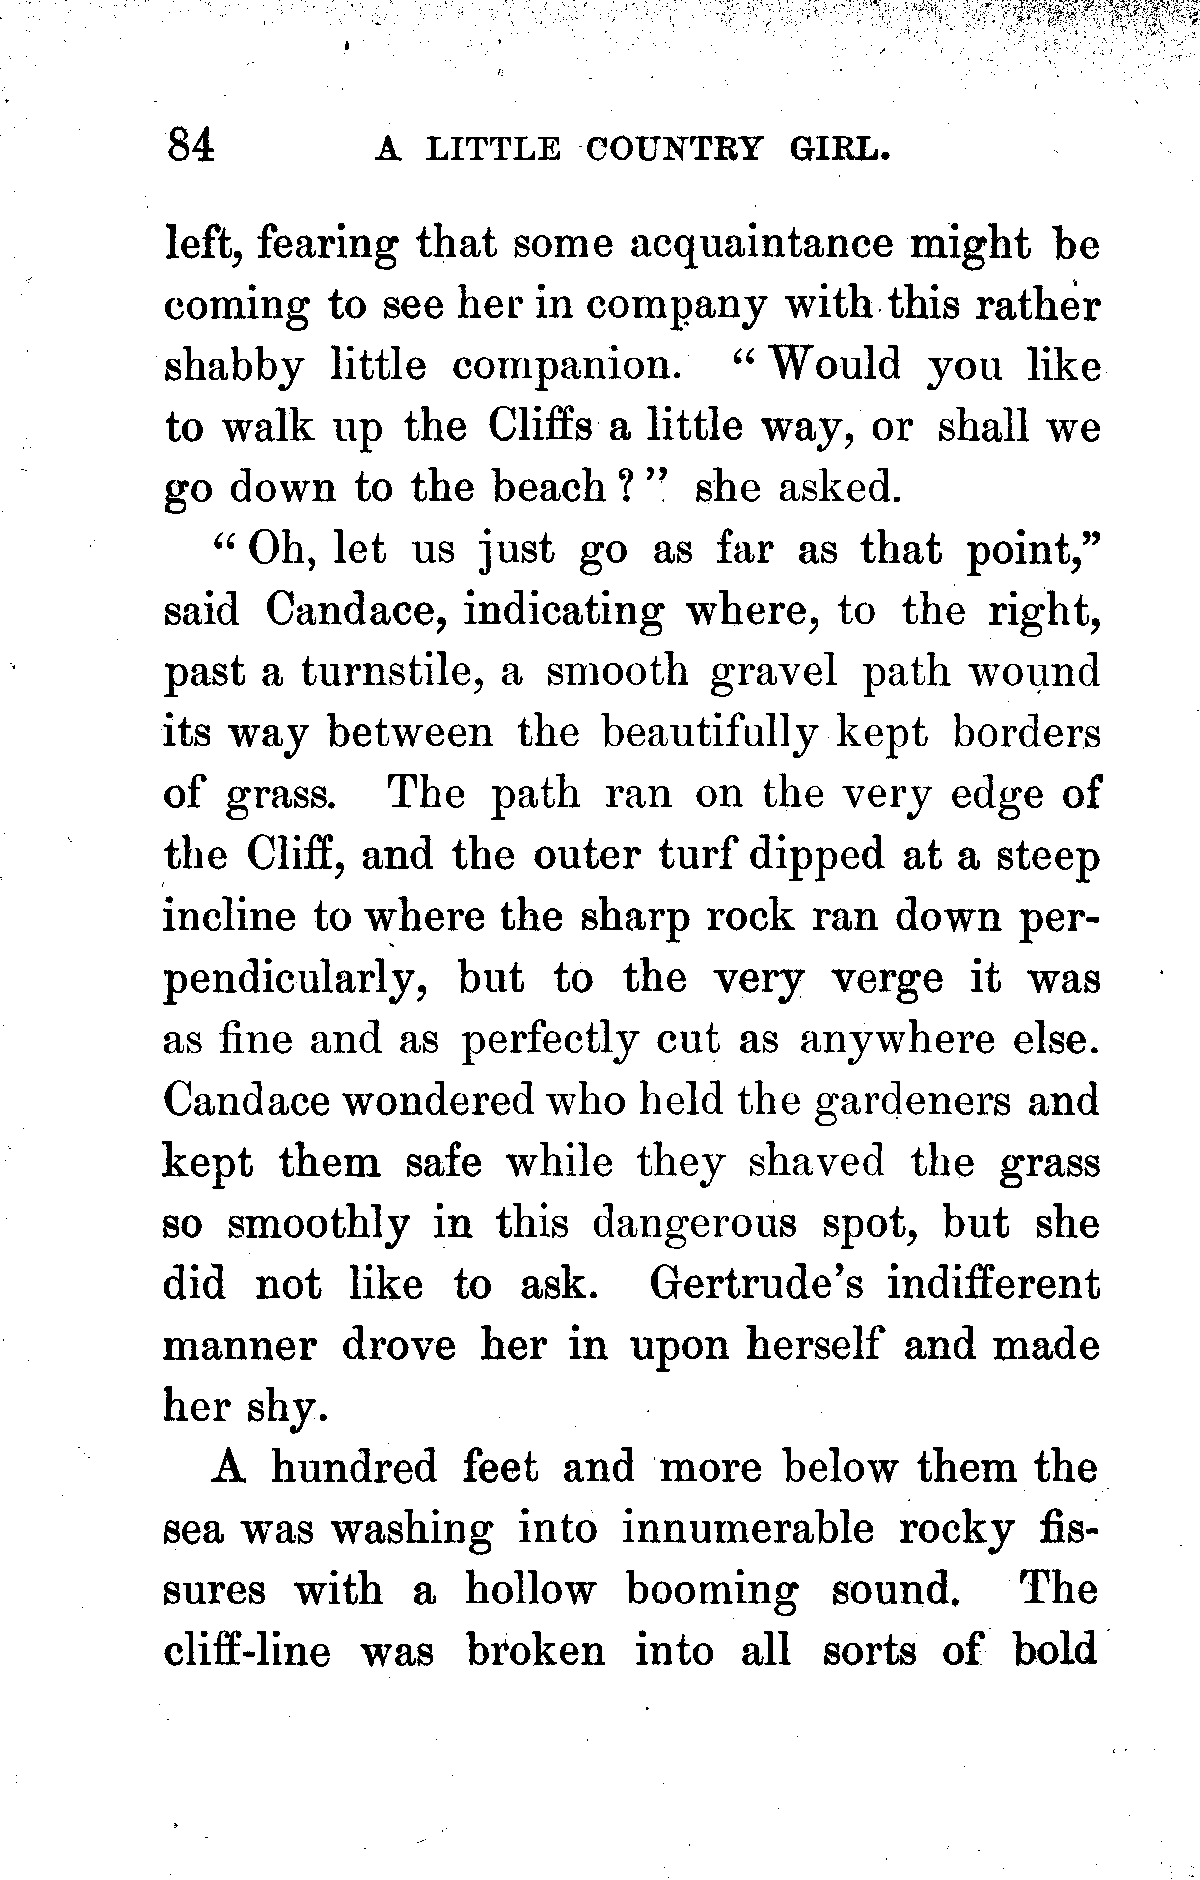 84 A LITTLE COUNTRY GIRL.
left, fearing that some acquaintance might be
coming to see her in company with this rather
shabby little companion. “Would you like
to walk up the Cliffs a little way, or shall we
go down to the beach?” she asked.
“Oh, let us just go as far as that point,”
said Candace, indicating where, to the right,
past a turnstile, a smooth gravel path wound
its way between the beautifully kept borders
of grass. The path ran on the very edge of
the Cliff, and the outer turf dipped at a steep
incline to where the sharp rock ran down per-
pendicularly, but to the very verge it was
as fine and as perfectly cut as anywhere else.
Candace wondered who held the gardeners and
kept them safe while they shaved the grass
so smoothly in this dangerous spot, but she
did not like to ask. Gertrude’s indifferent
manner drove her in upon herself and made
her shy.
A hundred feet and more below them the
sea was washing into innumerable rocky fis-
sures with a hollow booming sound. The
cliff-line was broken into all sorts of bold